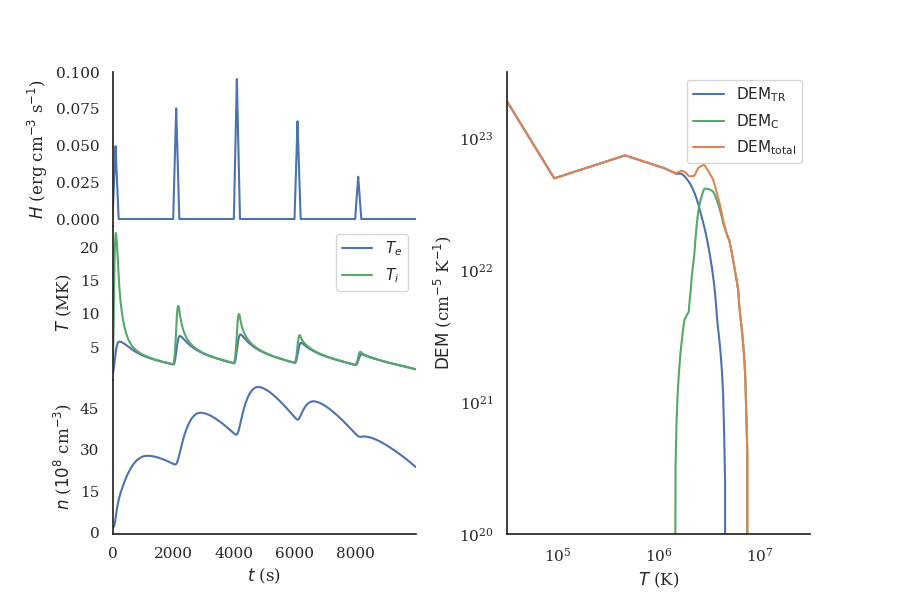 H (erg cm⁻³ s⁻¹)
0.100
0.075
0.050
0.025
0.000
T (MK)
20
15
10
5
Tₑ
Tᵢ
n (10⁸ cm⁻³)
45
30
15
0
0 2000 4000 6000 8000
t (s)
DEM (cm⁻⁵ K⁻¹)
10²³
10²²
10²¹
10²⁰
DEM_TR
DEM_C
DEM_total
10⁵ 10⁶ 10⁷
T (K)